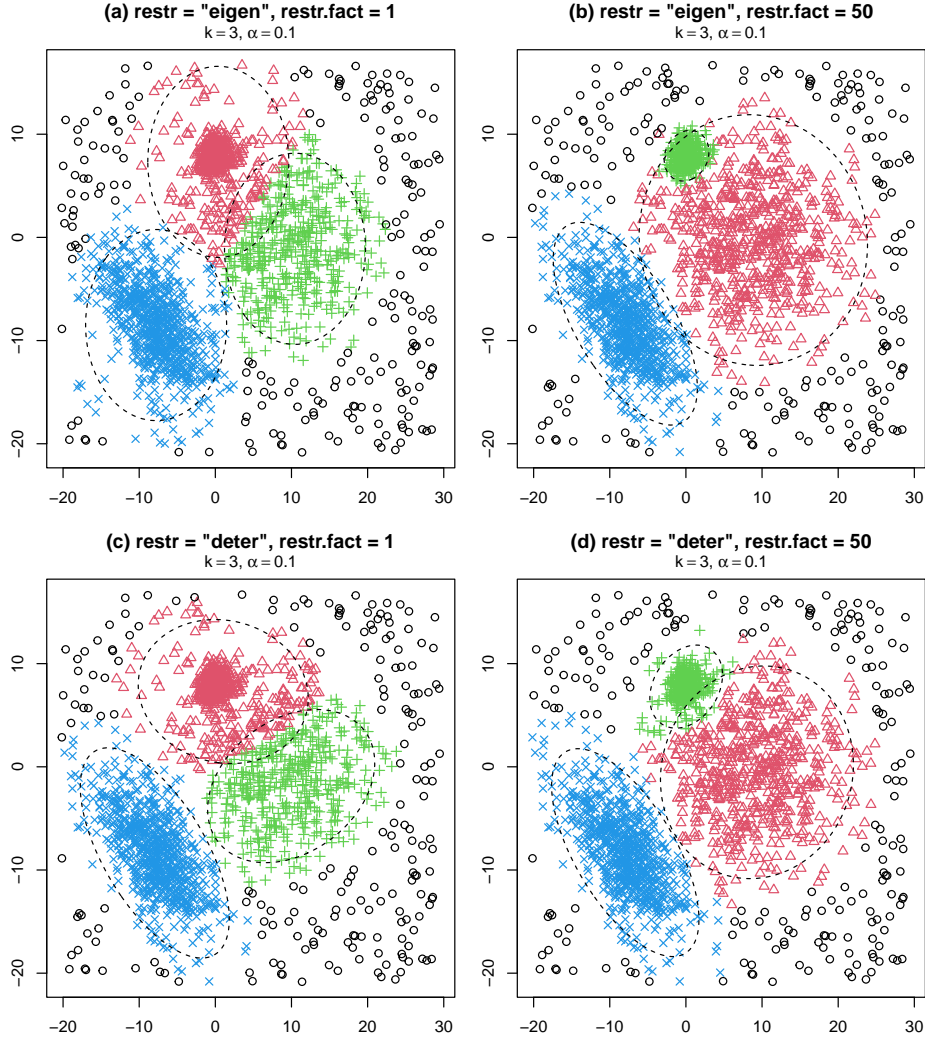 (a) restr = "eigen", restr.fact = 1
k = 3, α = 0.1
10
0
−10
−20
−20 −10 0 10 20 30
(b) restr = "eigen", restr.fact = 50
k = 3, α = 0.1
10
0
−10
−20
−20 −10 0 10 20 30
(c) restr = "deter", restr.fact = 1
k = 3, α = 0.1
10
0
−10
−20
−20 −10 0 10 20 30
(d) restr = "deter", restr.fact = 50
k = 3, α = 0.1
10
0
−10
−20
−20 −10 0 10 20 30